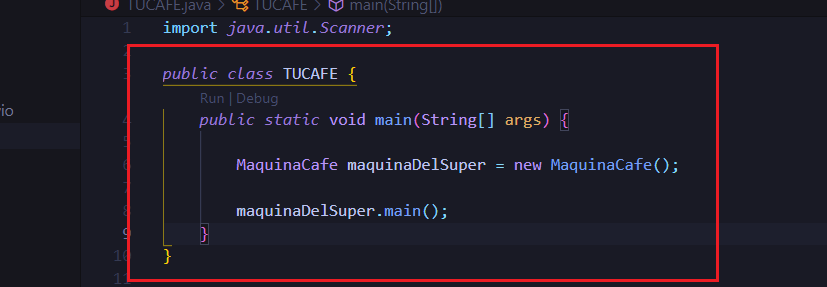 TUCAFE.java > TUCAFE > main(String[])
1 import java.util.Scanner;
2
3 public class TUCAFE {
Run | Debug
io
4 public static void main(String[] args) {
5
6 MaquinaCafe maquinaDelSuper = new MaquinaCafe();
7
8 maquinaDelSuper.main();
9 }
10 }
11